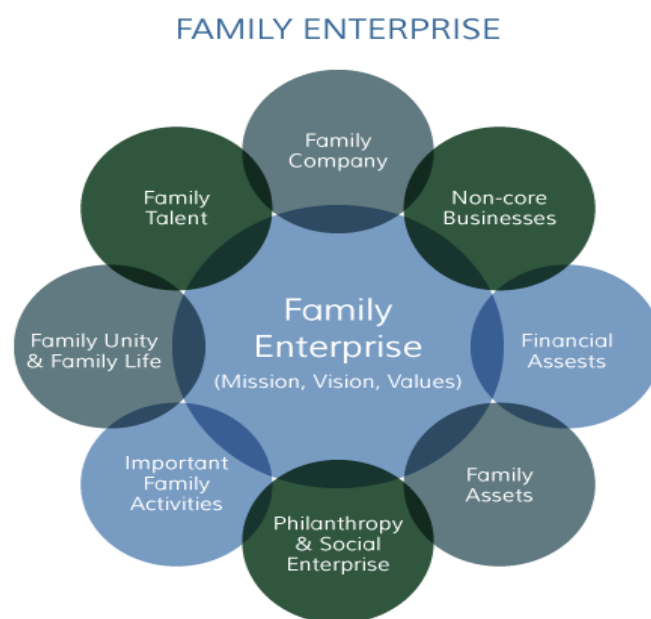 FAMILY ENTERPRISE
Family
Company
Family
Talent
Non-core
Businesses
Family Unity
& Family Life
Family
Enterprise
(Mission, Vision, Values)
Financial
Assests
Important
Family
Activities
Family
Assets
Philanthropy
& Social
Enterprise